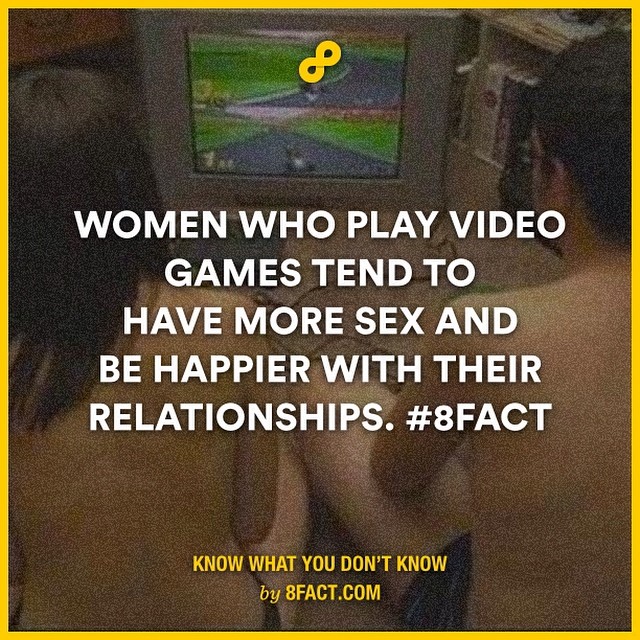 WOMEN WHO PLAY VIDEO
GAMES TEND TO
HAVE MORE SEX AND
BE HAPPIER WITH THEIR
RELATIONSHIPS. #8FACT
KNOW WHAT YOU DON'T KNOW
by 8FACT.COM